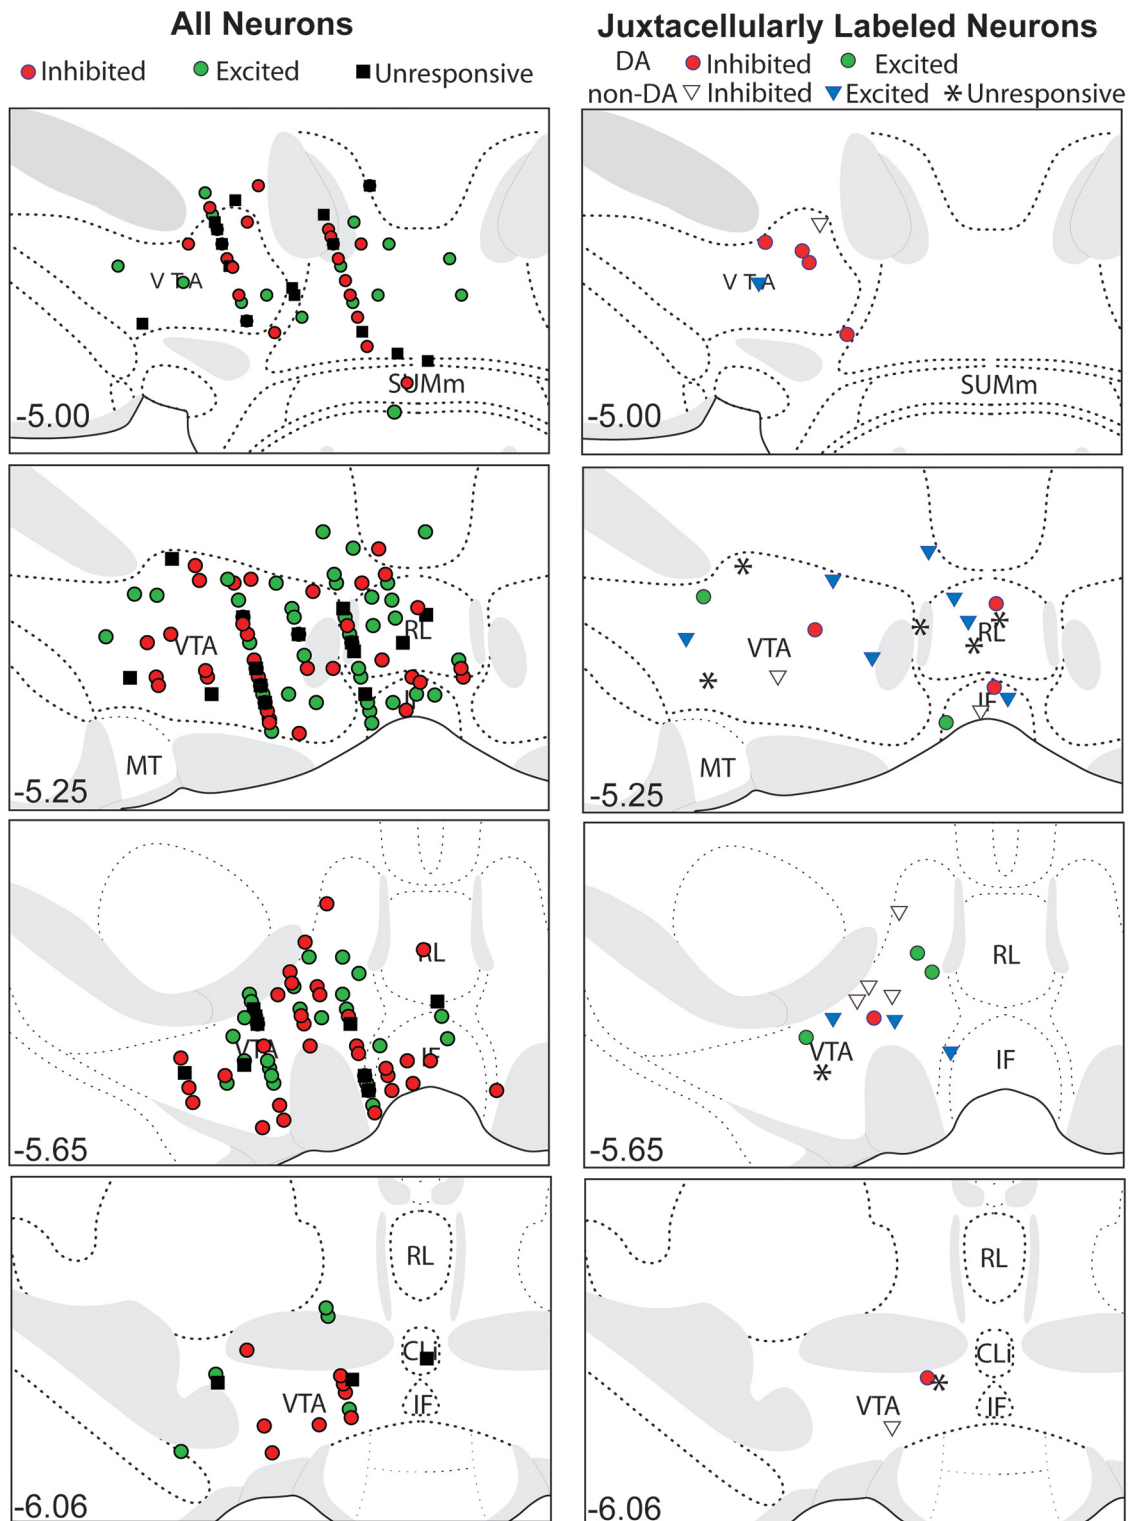 All Neurons
Inhibited Excited Unresponsive
Juxtacellularly Labeled Neurons
DA Inhibited Excited
non-DA Inhibited Excited Unresponsive
VTA
SUMm
-5.00
VTA
SUMm
-5.00
VTA
RL
IF
MT
-5.25
VTA
RL
IF
MT
-5.25
RL
VTA
IF
-5.65
RL
VTA
IF
-5.65
RL
CLi
VTA
IF
-6.06
RL
CLi
VTA
IF
-6.06